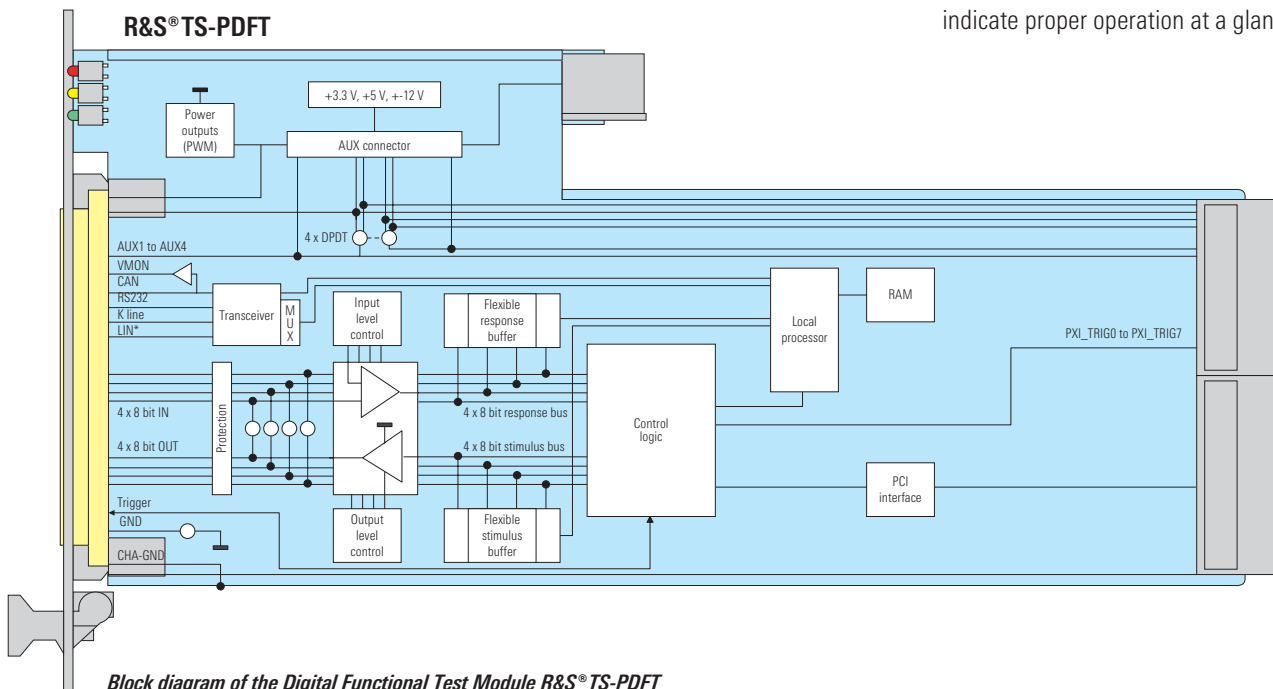 indicate proper operation at a glan
R&S® TS-PDFT
+3.3 V, +5 V, +-12 V
Power
outputs
(PWM)
AUX connector
4 x DPDT
AUX1 to AUX4
VMON
CAN
RS232
K line
LIN*
Transceiver
M
U
X
Input
level
control
Flexible
response
buffer
Local
processor
RAM
PXI_TRIG0 to PXI_TRIG7
4 x 8 bit IN
Protection
4 x 8 bit response bus
Control
logic
4 x 8 bit OUT
4 x 8 bit stimulus bus
PCI
interface
Trigger
GND
Output
level
control
Flexible
stimulus
buffer
CHA-GND
Block diagram of the Digital Functional Test Module R&S® TS-PDFT